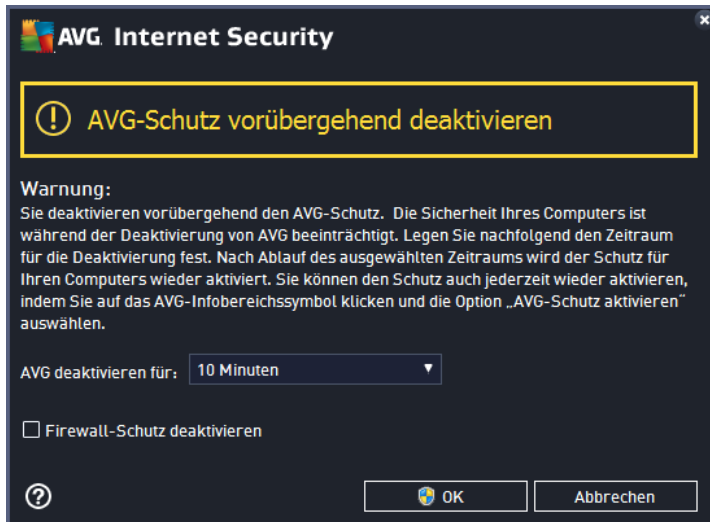 AVG Internet Security
AVG-Schutz vorübergehend deaktivieren
Warnung:
Sie deaktivieren vorübergehend den AVG-Schutz. Die Sicherheit Ihres Computers ist
während der Deaktivierung von AVG beeinträchtigt. Legen Sie nachfolgend den Zeitraum
für die Deaktivierung fest. Nach Ablauf des ausgewählten Zeitraums wird der Schutz für
Ihren Computers wieder aktiviert. Sie können den Schutz auch jederzeit wieder aktivieren,
indem Sie auf das AVG-Infobereichssymbol klicken und die Option „AVG-Schutz aktivieren“
auswählen.
AVG deaktivieren für: 10 Minuten
Firewall-Schutz deaktivieren
OK Abbrechen